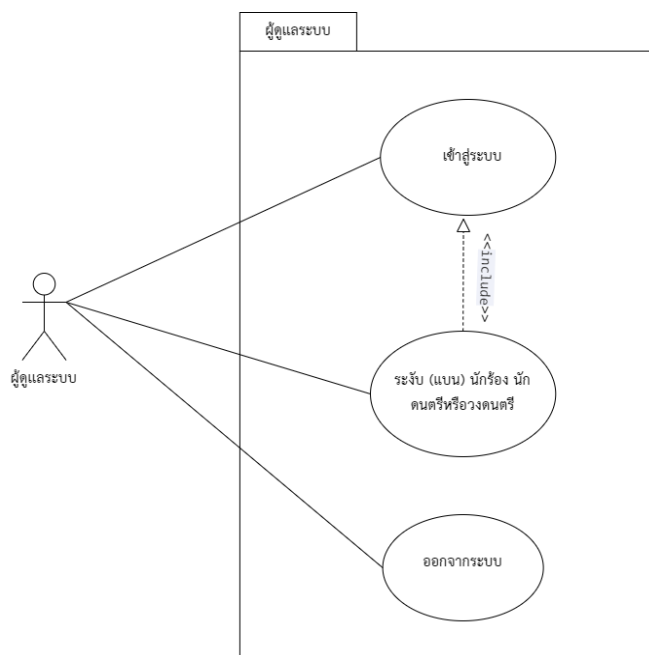 ผู้ดูแลระบบ
เข้าสู่ระบบ
<<include>>
ผู้ดูแลระบบ
ระงับ (แบน) นักร้อง นัก
ดนตรีหรือวงดนตรี
ออกจากระบบ